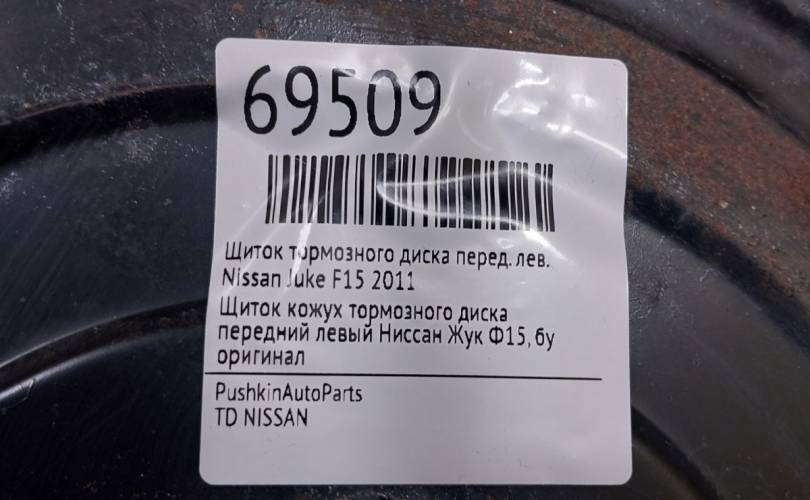 69509
Щиток тормозного диска перед. лев.
Nissan Juke F15 2011
Щиток кожух тормозного диска
передний левый Ниссан Жук Ф15, бу
оригинал
PushkinAutoParts
TD NISSAN